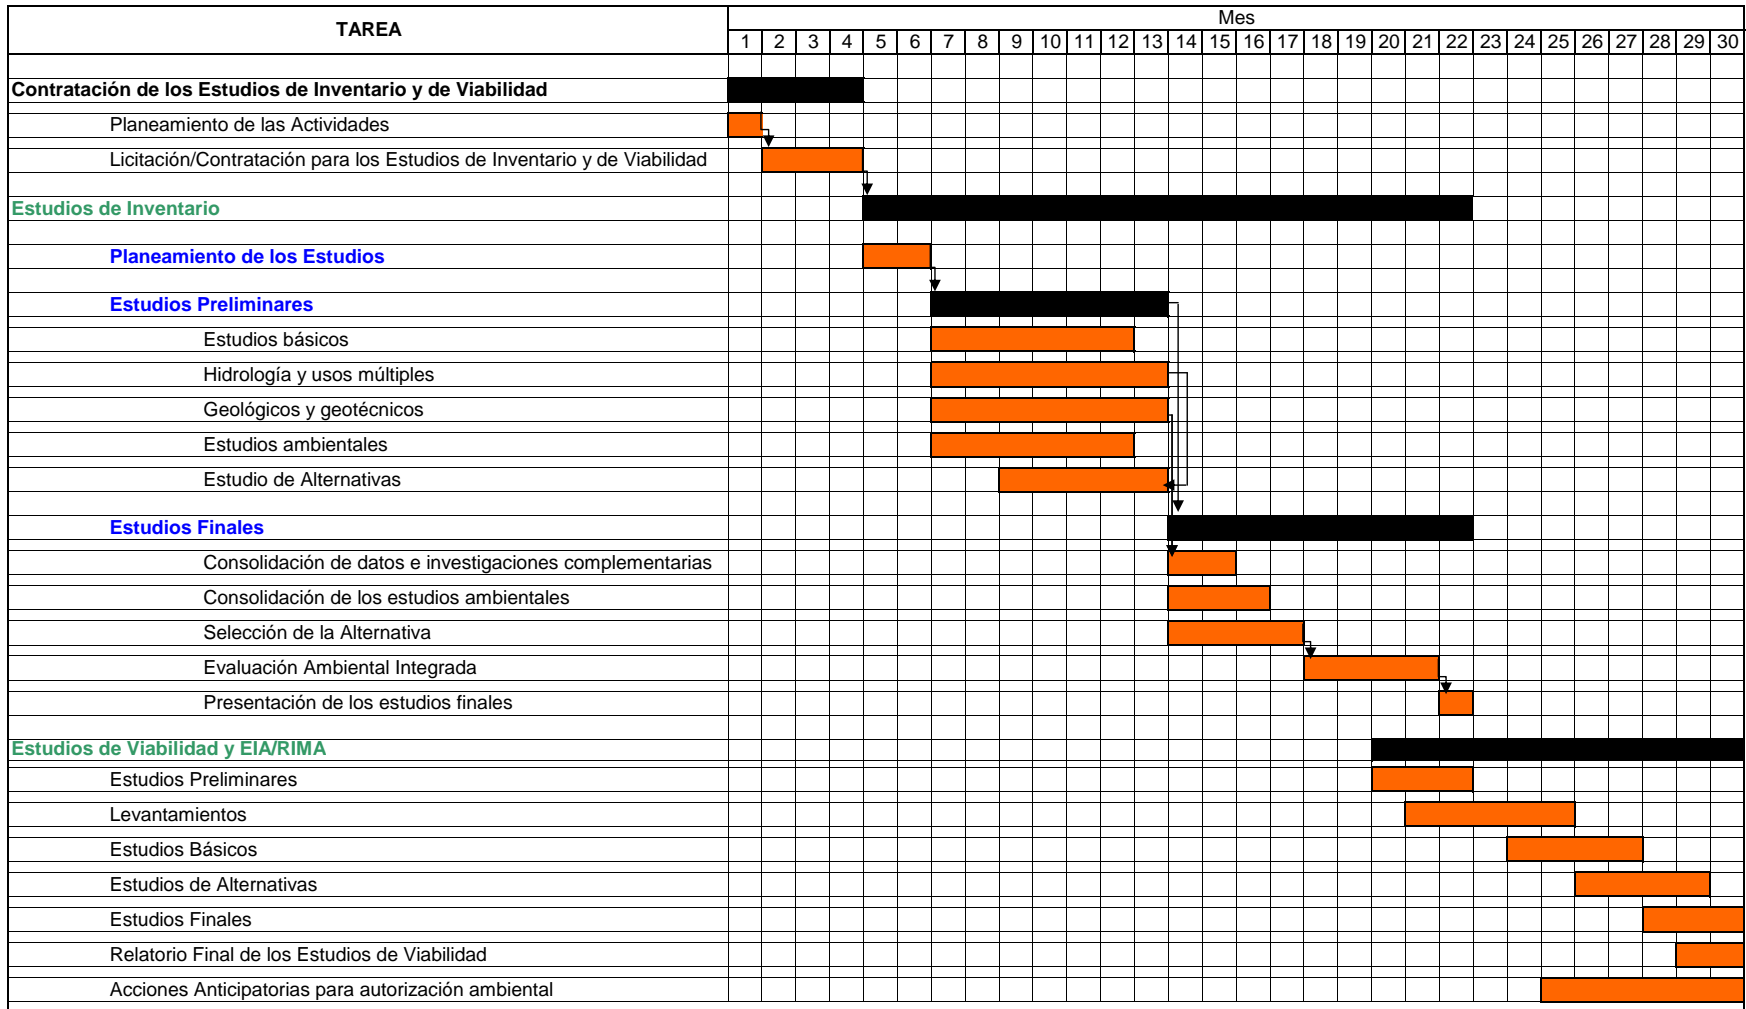 TAREA
Mes
1 2 3 4 5 6 7 8 9 10 11 12 13 14 15 16 17 18 19 20 21 22 23 24 25 26 27 28 29 30
Contratación de los Estudios de Inventario y de Viabilidad
Planeamiento de las Actividades
Licitación/Contratación para los Estudios de Inventario y de Viabilidad
Estudios de Inventario
Planeamiento de los Estudios
Estudios Preliminares
Estudios básicos
Hidrología y usos múltiples
Geológicos y geotécnicos
Estudios ambientales
Estudio de Alternativas
Estudios Finales
Consolidación de datos e investigaciones complementarias
Consolidación de los estudios ambientales
Selección de la Alternativa
Evaluación Ambiental Integrada
Presentación de los estudios finales
Estudios de Viabilidad y EIA/RIMA
Estudios Preliminares
Levantamientos
Estudios Básicos
Estudios de Alternativas
Estudios Finales
Relatorio Final de los Estudios de Viabilidad
Acciones Anticipatorias para autorización ambiental